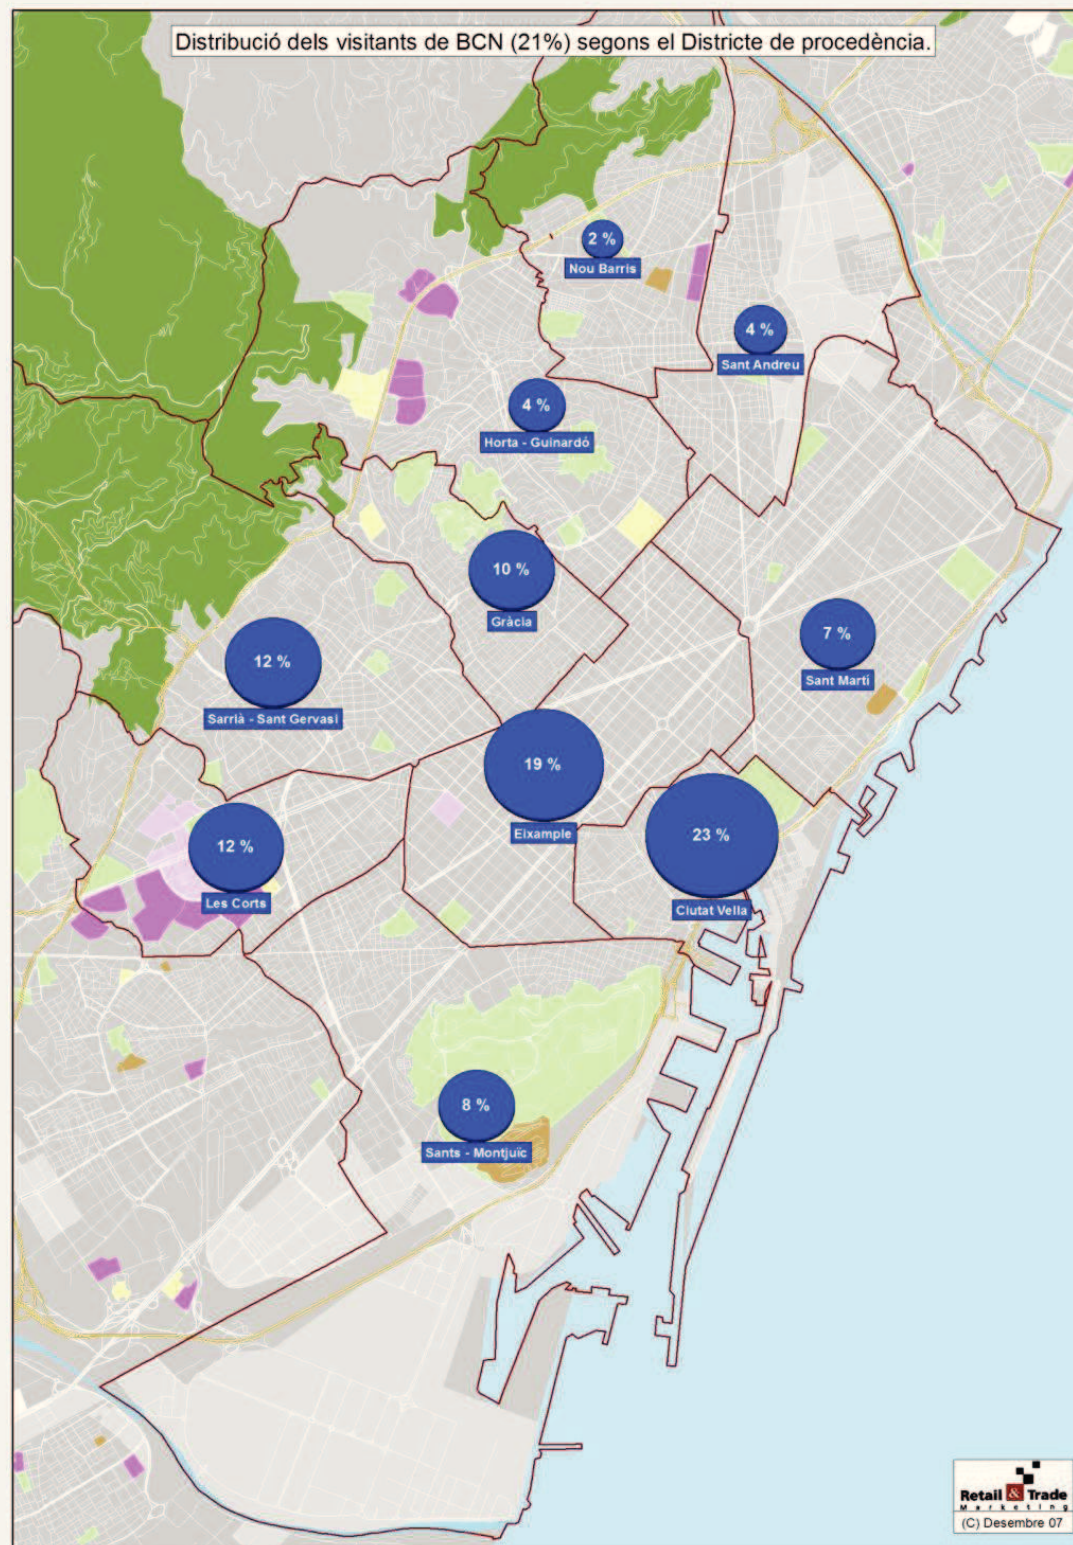 Distribució dels visitants de BCN (21%) segons el Districte de procedència.
2 %
Nou Barris
4 %
Sant Andreu
4 %
Horta - Guinardó
10 %
Gràcia
7 %
Sant Martí
12 %
Sarrià - Sant Gervasi
19 %
Eixample
23 %
Ciutat Vella
12 %
Les Corts
8 %
Sants - Montjuïc
Retail & Trade
Marketing
(C) Desembre 07